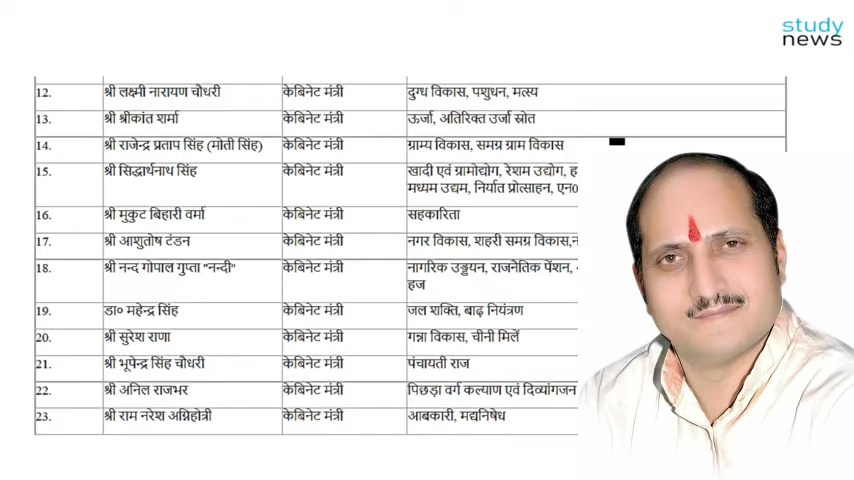 study
news
12. श्री लक्ष्मी नारायण चौधरी केबिनेट मंत्री दुग्ध विकास, पशुधन, मत्स्य
13. श्री श्रीकांत शर्मा केबिनेट मंत्री ऊर्जा, अतिरिक्त उर्जा स्रोत
14. श्री राजेन्द्र प्रताप सिंह (मोती सिंह) केबिनेट मंत्री ग्राम्य विकास, समग्र ग्राम विकास
15. श्री सिद्धार्थनाथ सिंह केबिनेट मंत्री खादी एवं ग्रामोद्योग, रेशम उद्योग,
मध्यम उद्यम, निर्यात प्रोत्साहन, एन0
16. श्री मुकुट बिहारी वर्मा केबिनेट मंत्री सहकारिता
17. श्री आशुतोष टंडन केबिनेट मंत्री नगर विकास, शहरी समग्र विकास,
18. श्री नन्द गोपाल गुप्ता "नन्दी" केबिनेट मंत्री नागरिक उड्डयन, राजनैतिक पेंशन,
हज
19. डा० महेन्द्र सिंह केबिनेट मंत्री जल शक्ति, बाढ़ नियंत्रण
20. श्री सुरेश राणा केबिनेट मंत्री गन्ना विकास, चीनी मिलें
21. श्री भूपेन्द्र सिंह चौधरी केबिनेट मंत्री पंचायती राज
22. श्री अनिल राजभर केबिनेट मंत्री पिछड़ा वर्ग कल्याण एवं दिव्यांगजन
23. श्री राम नरेश अग्निहोत्री केबिनेट मंत्री आबकारी, मद्यनिषेध